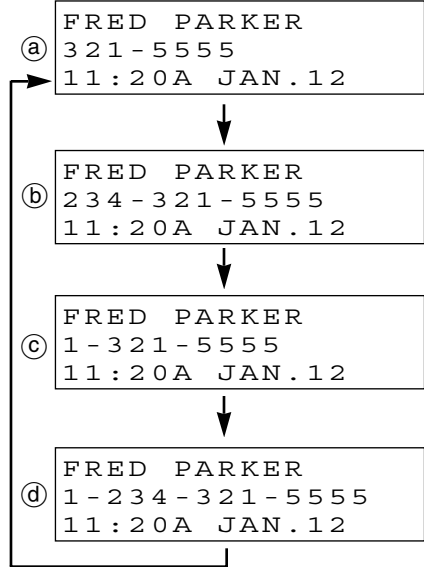 FRED PARKER
ⓐ 321-5555
11:20A JAN.12
FRED PARKER
ⓑ 234-321-5555
11:20A JAN.12
FRED PARKER
ⓒ 1-321-5555
11:20A JAN.12
FRED PARKER
ⓓ 1-234-321-5555
11:20A JAN.12